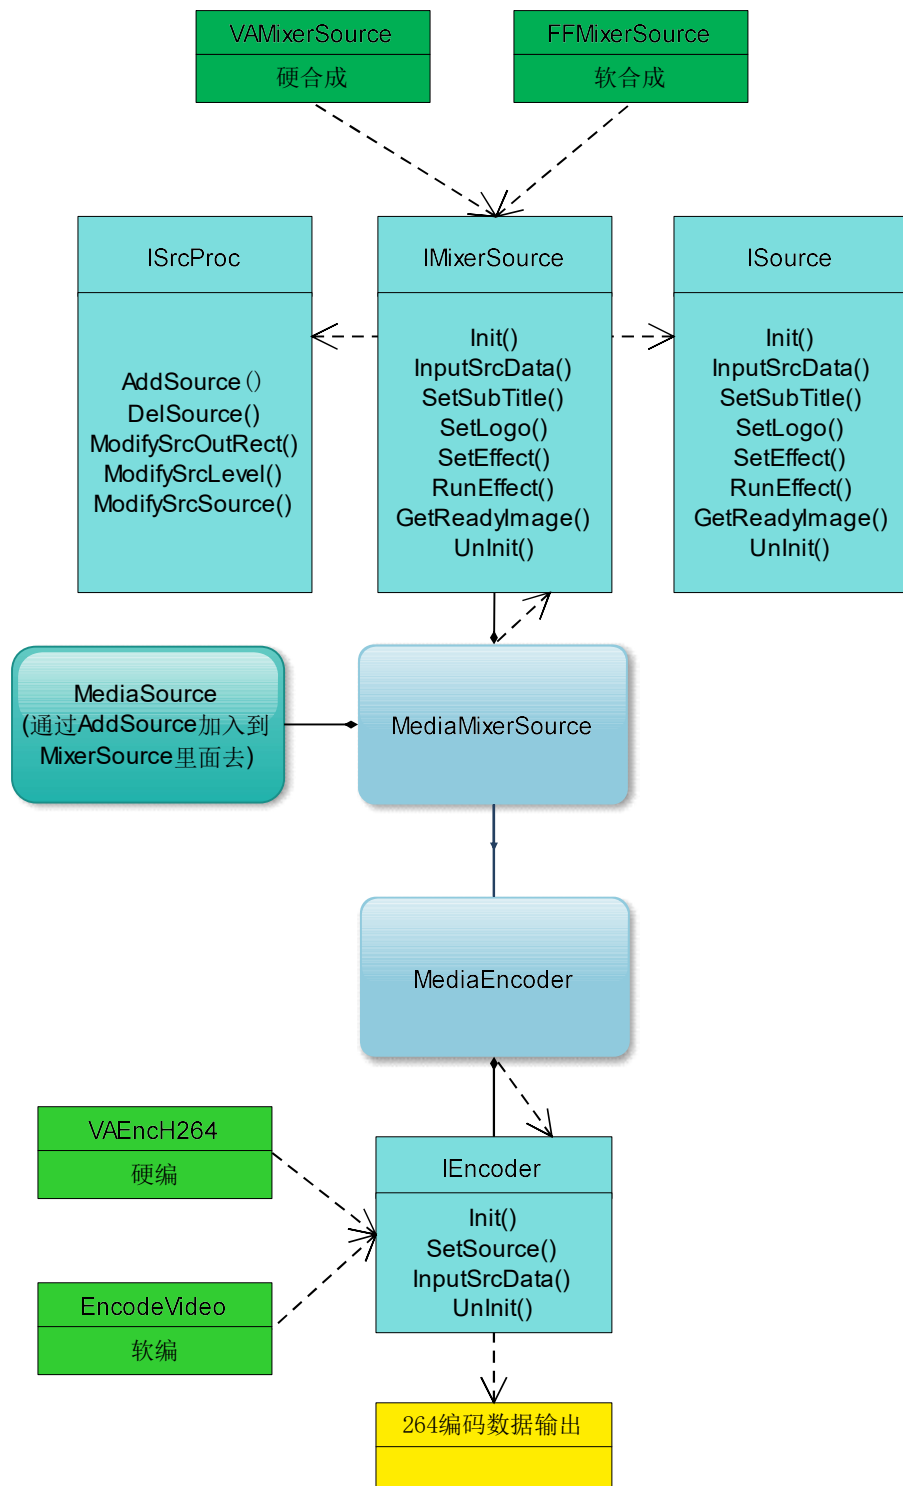 VAMixerSource
硬合成
FFMixerSource
软合成
ISrcProc
AddSource()
DelSource()
ModifySrcOutRect()
ModifySrcLevel()
ModifySrcSource()
IMixerSource
Init()
InputSrcData()
SetSubTitle()
SetLogo()
SetEffect()
RunEffect()
GetReadyImage()
UnInit()
ISource
Init()
InputSrcData()
SetSubTitle()
SetLogo()
SetEffect()
RunEffect()
GetReadyImage()
UnInit()
MediaSource
(通过AddSource加入到
MixerSource里面去)
MediaMixerSource
MediaEncoder
VAEncH264
硬编
EncodeVideo
软编
IEncoder
Init()
SetSource()
InputSrcData()
UnInit()
264编码数据输出